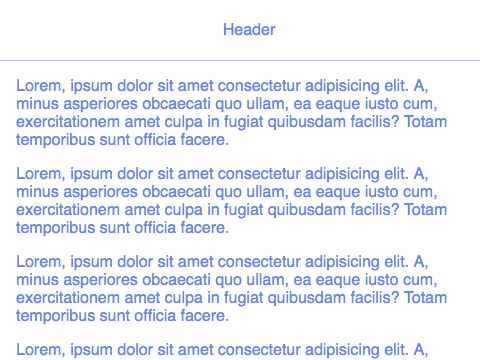 Header
Lorem, ipsum dolor sit amet consectetur adipisicing elit. A,
minus asperiores obcaecati quo ullam, ea eaque iusto cum,
exercitationem amet culpa in fugiat quibusdam facilis? Totam
temporibus sunt officia facere.
Lorem, ipsum dolor sit amet consectetur adipisicing elit. A,
minus asperiores obcaecati quo ullam, ea eaque iusto cum,
exercitationem amet culpa in fugiat quibusdam facilis? Totam
temporibus sunt officia facere.
Lorem, ipsum dolor sit amet consectetur adipisicing elit. A,
minus asperiores obcaecati quo ullam, ea eaque iusto cum,
exercitationem amet culpa in fugiat quibusdam facilis? Totam
temporibus sunt officia facere.
Lorem, ipsum dolor sit amet consectetur adipisicing elit. A,